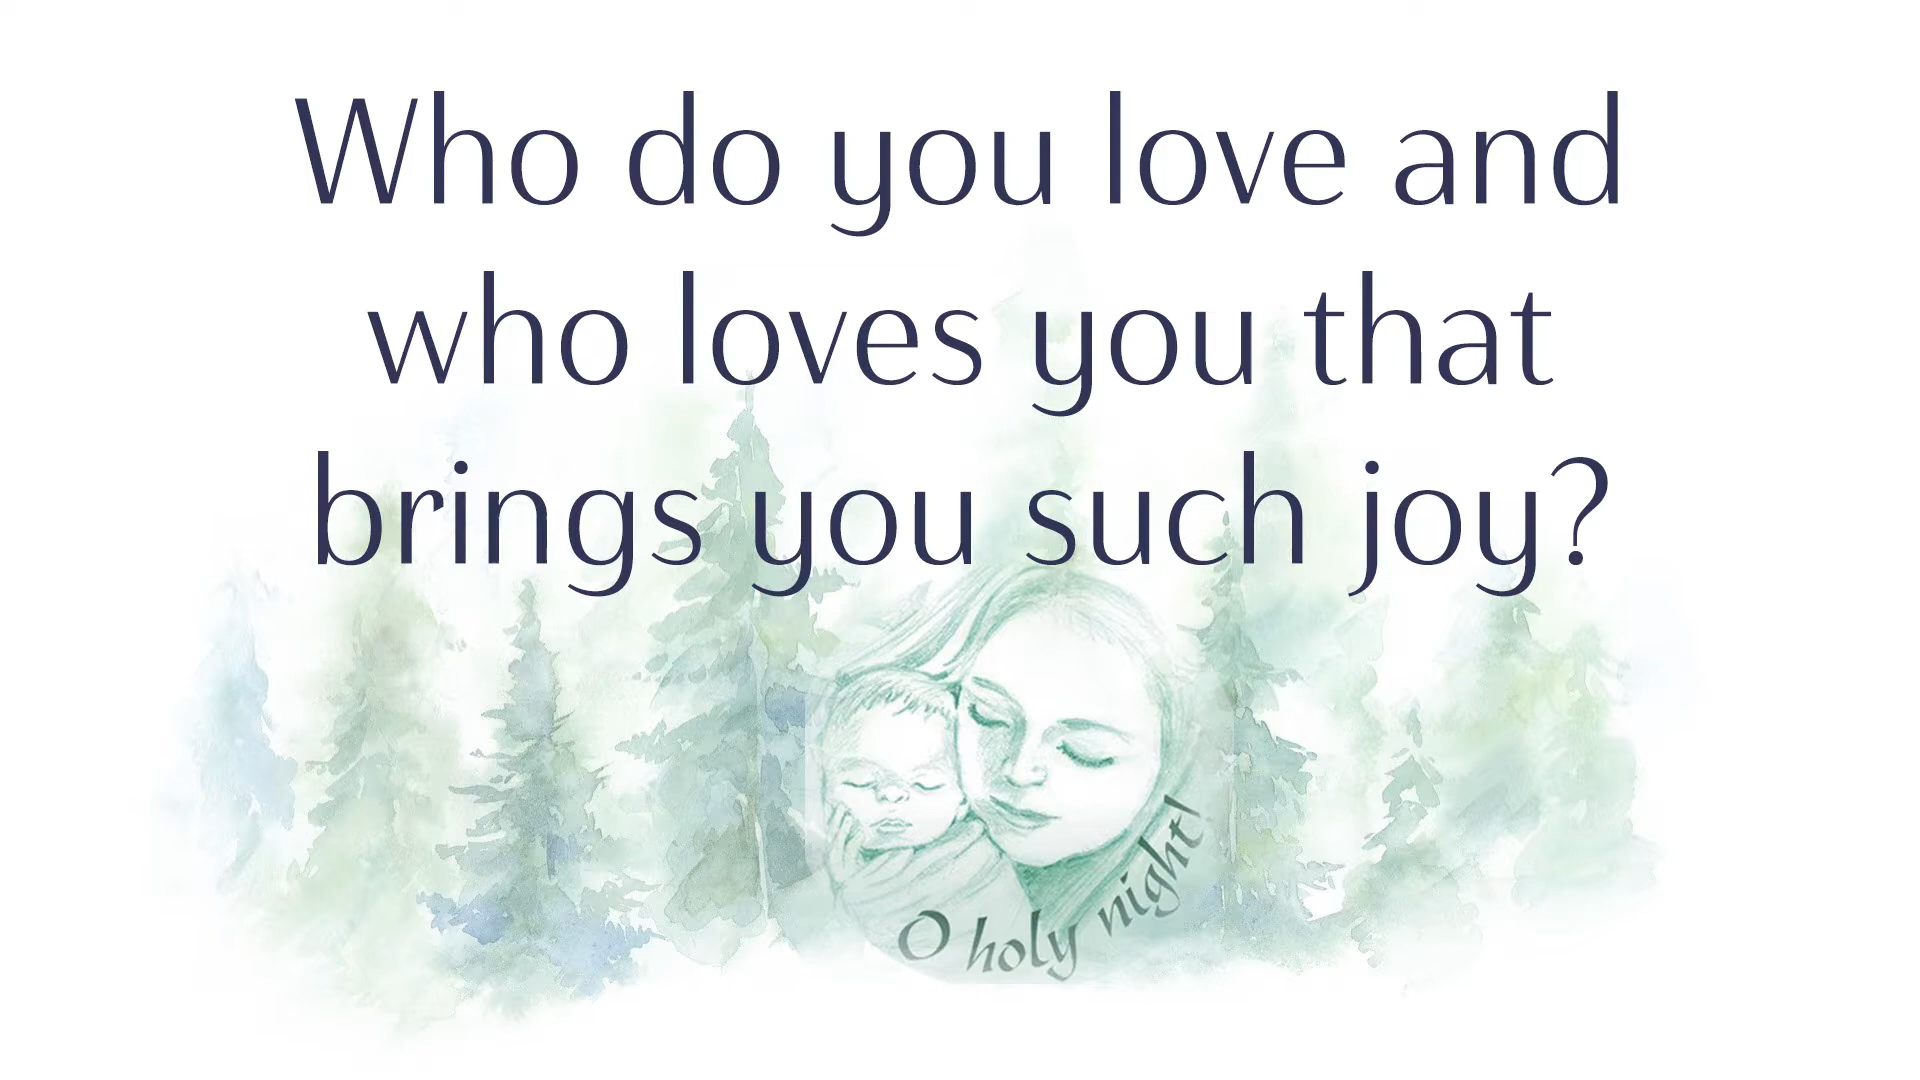 Who do you love and
who loves you that
brings you such joy?
O holy night!